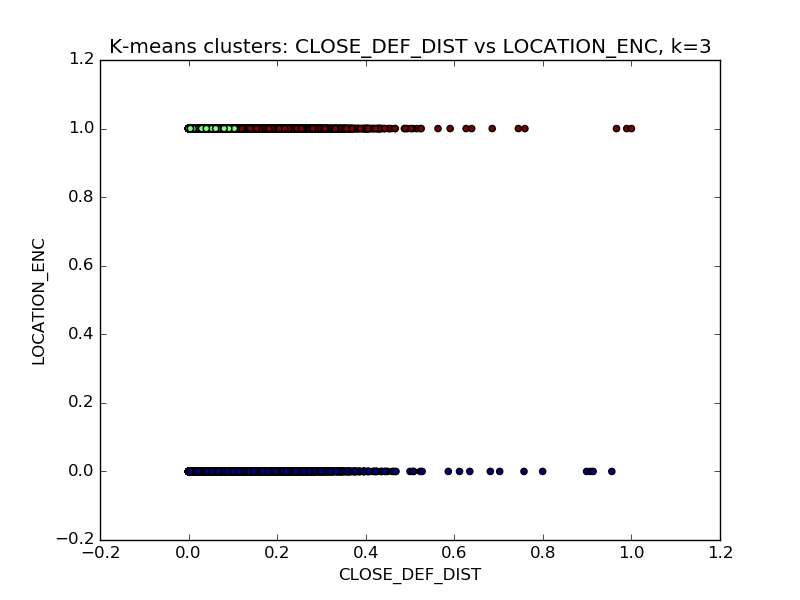 K-means clusters: CLOSE_DEF_DIST vs LOCATION_ENC, k=3
1.2
1.0
0.8
0.6
0.4
0.2
0.0
−0.2
LOCATION_ENC
−0.2 0.0 0.2 0.4 0.6 0.8 1.0 1.2
CLOSE_DEF_DIST